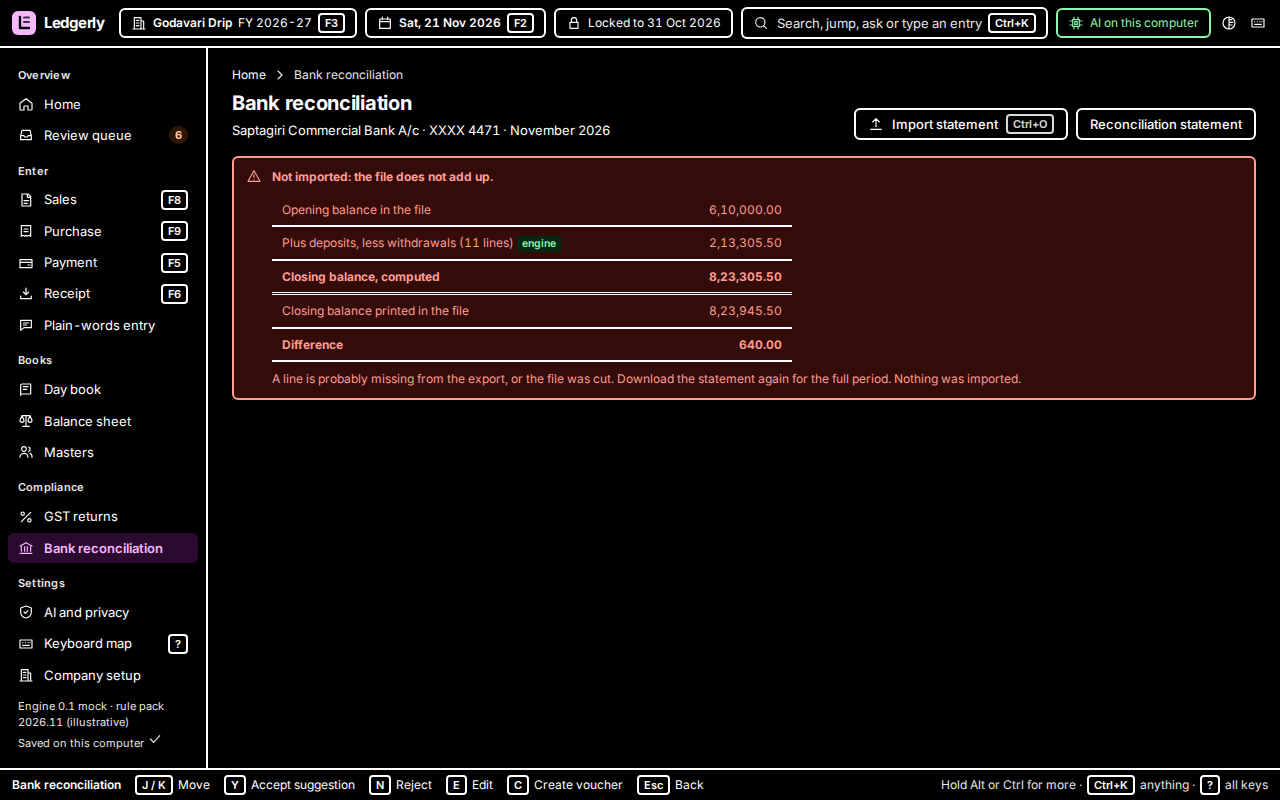 Ledgerly
Godavari Drip FY 2026-27 F3
Sat, 21 Nov 2026 F2
Locked to 31 Oct 2026
Search, jump, ask or type an entry Ctrl+K
AI on this computer
Overview
Home
Review queue 6
Enter
Sales F8
Purchase F9
Payment F5
Receipt F6
Plain-words entry
Books
Day book
Balance sheet
Masters
Compliance
GST returns
Bank reconciliation
Settings
AI and privacy
Keyboard map ?
Company setup
Engine 0.1 mock · rule pack
2026.11 (illustrative)
Saved on this computer
Home Bank reconciliation
Bank reconciliation
Saptagiri Commercial Bank A/c · XXXX 4471 · November 2026
Import statement Ctrl+O
Reconciliation statement
Not imported: the file does not add up.
Opening balance in the file 6,10,000.00
Plus deposits, less withdrawals (11 lines) engine 2,13,305.50
Closing balance, computed 8,23,305.50
Closing balance printed in the file 8,23,945.50
Difference 640.00
A line is probably missing from the export, or the file was cut. Download the statement again for the full period. Nothing was imported.
Bank reconciliation J / K Move Y Accept suggestion N Reject E Edit C Create voucher Esc Back
Hold Alt or Ctrl for more · Ctrl+K anything · ? all keys